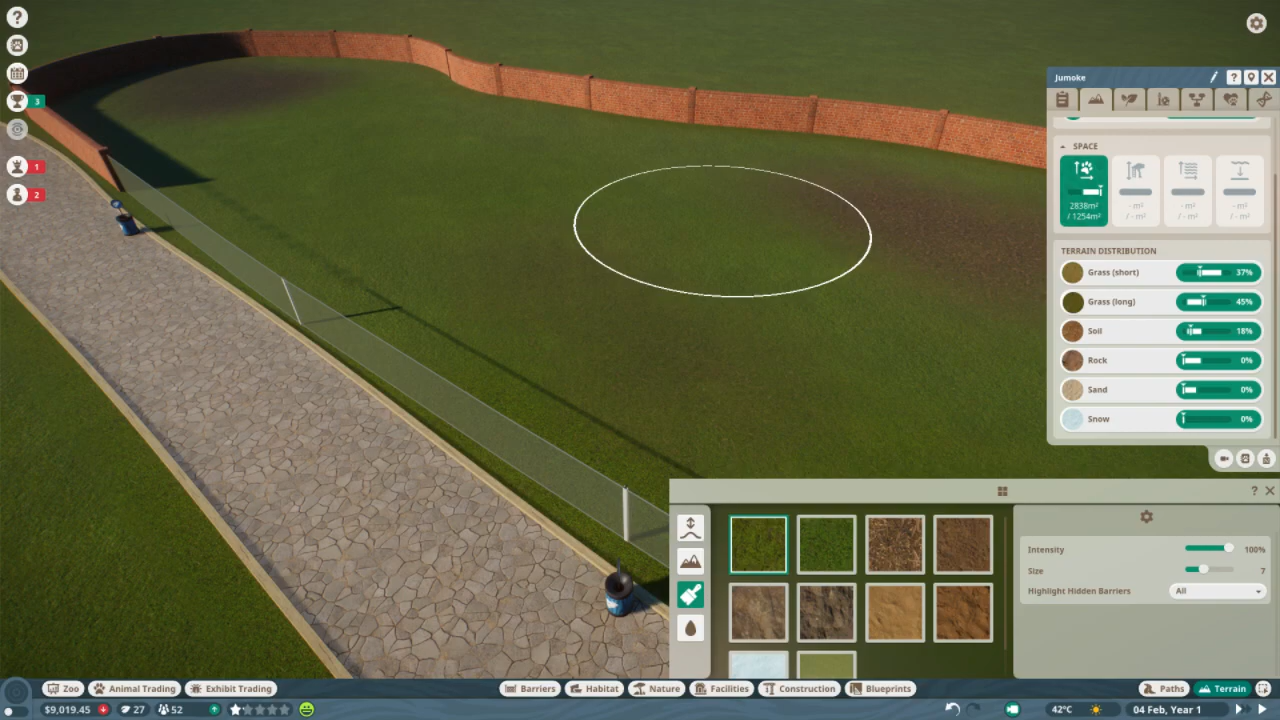 ?
3
1
2
Jumoke
?
SPACE
2838m²
/ 1254m²
- m²
/ - m²
- m²
/ - m²
- m²
/ - m²
TERRAIN DISTRIBUTION
Grass (short) 37%
Grass (long) 45%
Soil 18%
Rock 0%
Sand 0%
Snow 0%
?
Intensity 100%
Size 7
Highlight Hidden Barriers All
Zoo Animal Trading Exhibit Trading Barriers Habitat Nature Facilities Construction Blueprints Paths Terrain
$9,019.45 27 52 42°C 04 Feb, Year 1